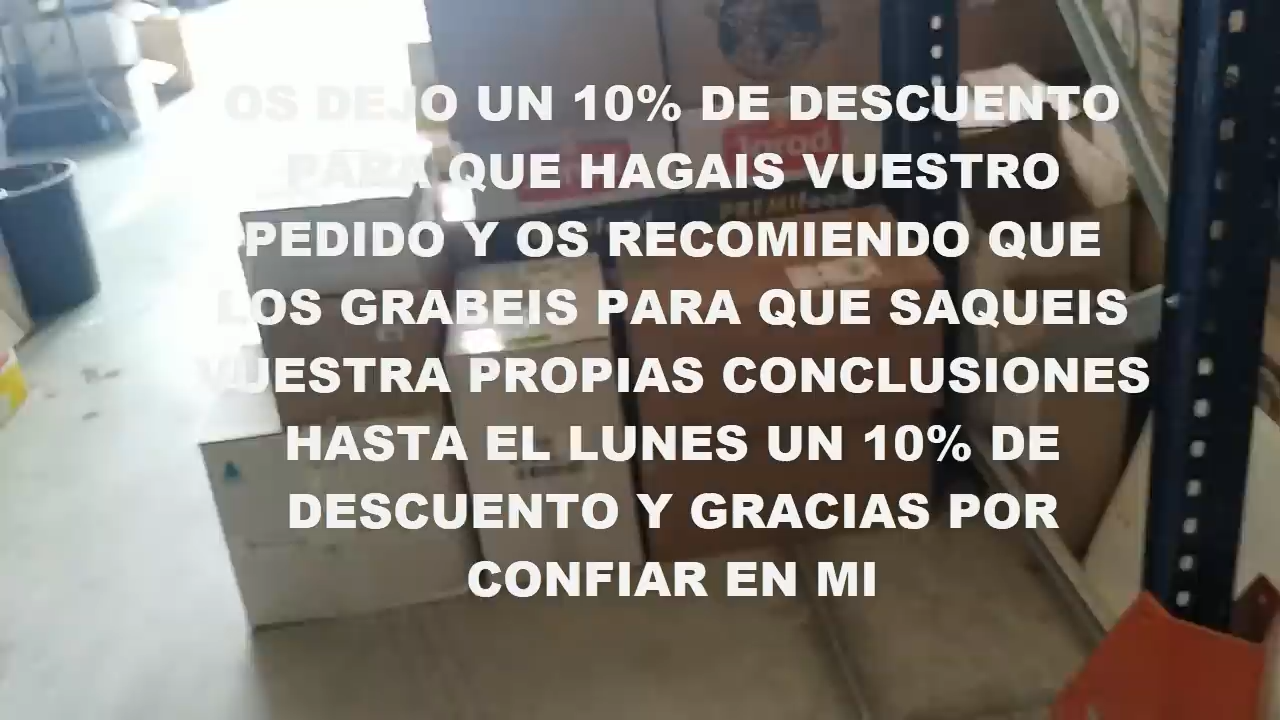 OS DEJO UN 10% DE DESCUENTO
PARA QUE HAGAIS VUESTRO
PEDIDO Y OS RECOMIENDO QUE
LOS GRABEIS PARA QUE SAQUEIS
VUESTRA PROPIAS CONCLUSIONES
HASTA EL LUNES UN 10% DE
DESCUENTO Y GRACIAS POR
CONFIAR EN MI